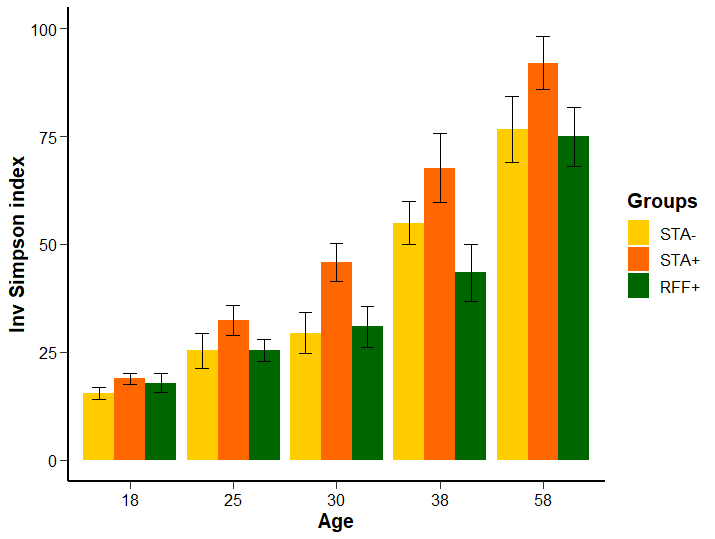 100
75
50
25
0
Inv Simpson index
18 25 30 38 58
Age
Groups
STA-
STA+
RFF+